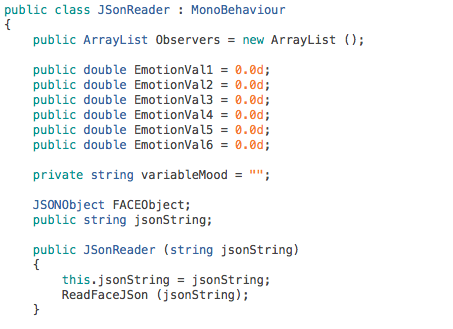 public class JSonReader : MonoBehaviour
{
    public ArrayList Observers = new ArrayList ();

    public double EmotionVal1 = 0.0d;
    public double EmotionVal2 = 0.0d;
    public double EmotionVal3 = 0.0d;
    public double EmotionVal4 = 0.0d;
    public double EmotionVal5 = 0.0d;
    public double EmotionVal6 = 0.0d;

    private string variableMood = "";

    JSONObject FACEObject;
    public string jsonString;

    public JSonReader (string jsonString)
    {
        this.jsonString = jsonString;
        ReadFaceJSon (jsonString);
    }